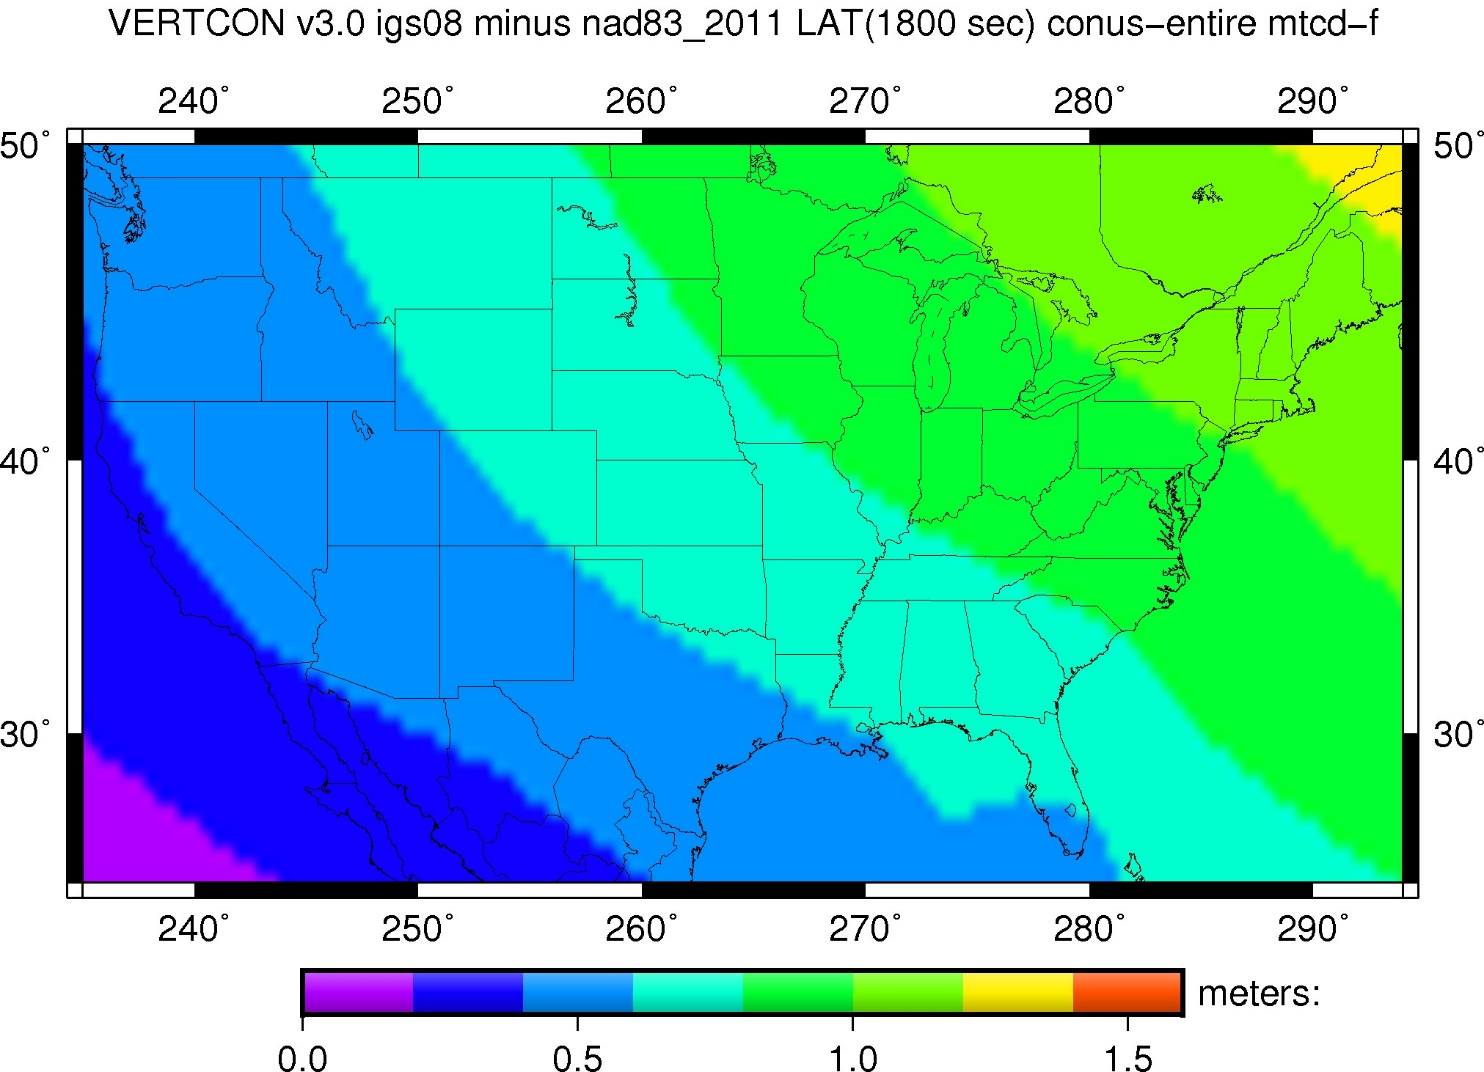 VERTCON v3.0 igs08 minus nad83_2011 LAT(1800 sec) conus−entire mtcd−f
240˚ 250˚ 260˚ 270˚ 280˚ 290˚
50˚ 50˚
40˚ 40˚
30˚ 30˚
240˚ 250˚ 260˚ 270˚ 280˚ 290˚
meters:
0.0 0.5 1.0 1.5